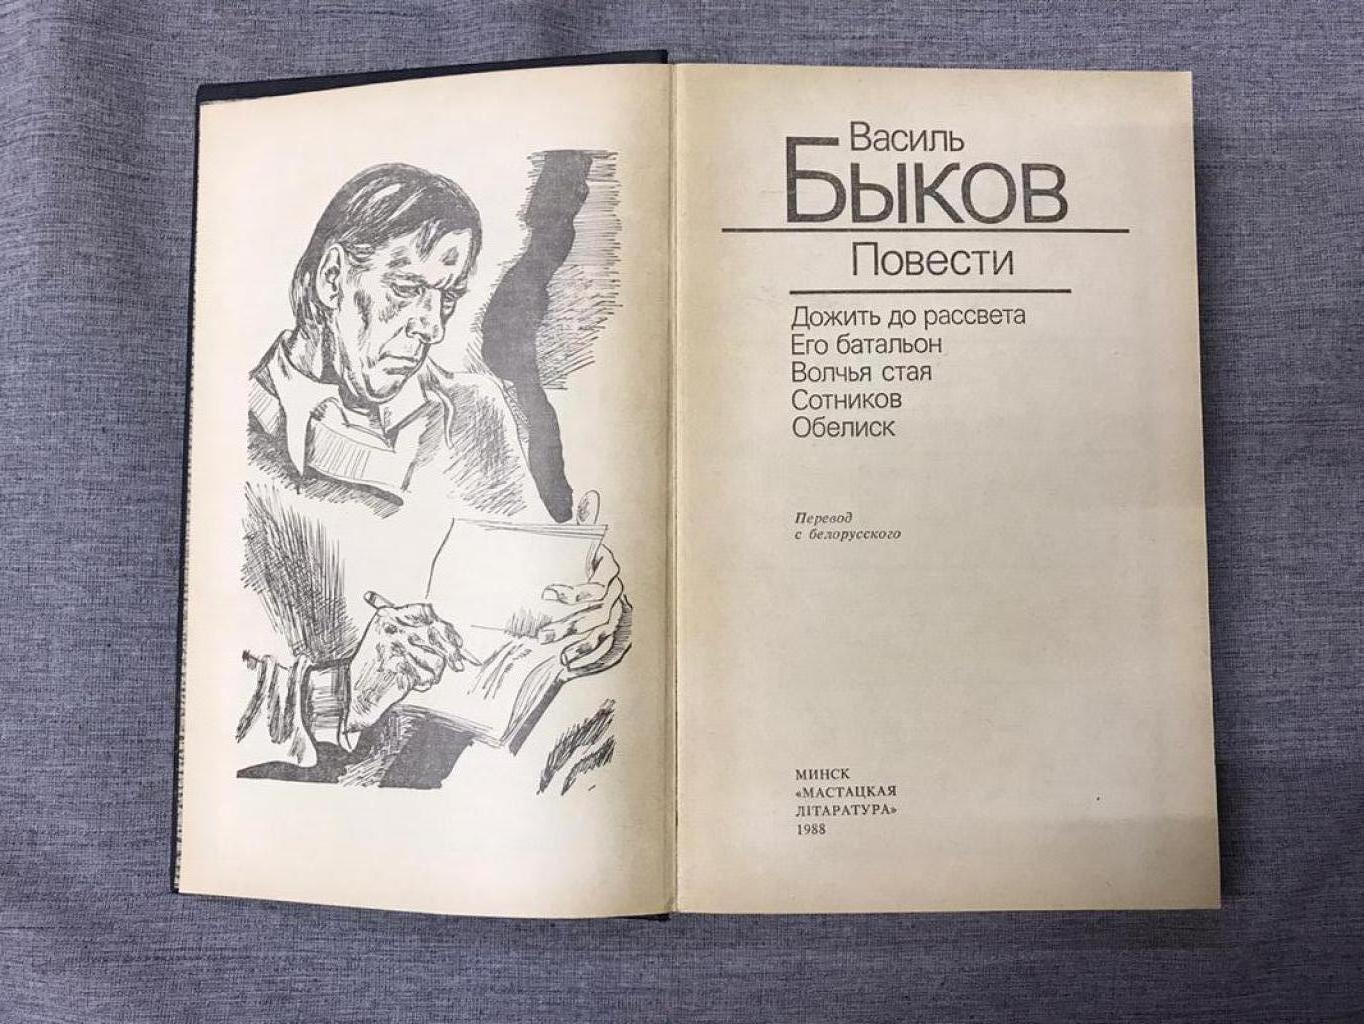 Василь
Быков
Повести
Дожить до рассвета
Его батальон
Волчья стая
Сотников
Обелиск
Перевод
с белорусского
МИНСК
«МАСТАЦКАЯ
ЛІТАРАТУРА»
1988